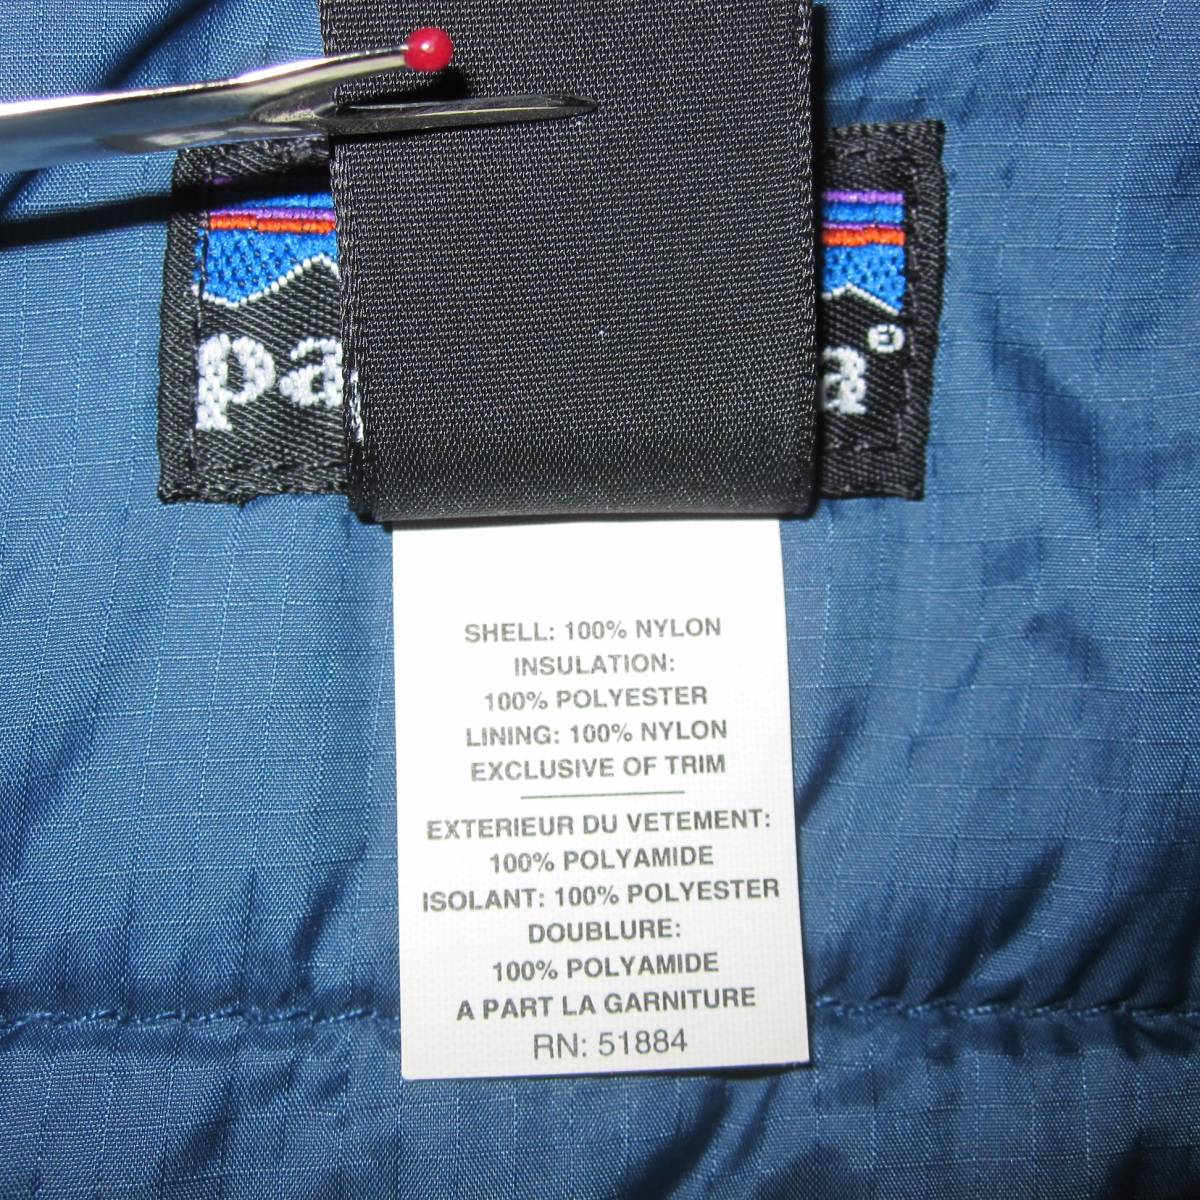 pa a®
SHELL: 100% NYLON
INSULATION:
100% POLYESTER
LINING: 100% NYLON
EXCLUSIVE OF TRIM
EXTERIEUR DU VETEMENT:
100% POLYAMIDE
ISOLANT: 100% POLYESTER
DOUBLURE:
100% POLYAMIDE
A PART LA GARNITURE
RN: 51884